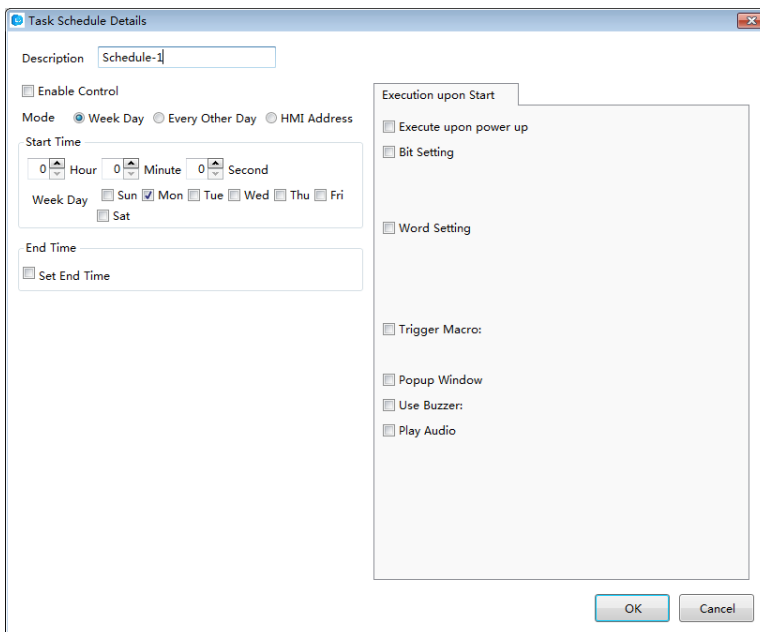 Task Schedule Details
Description Schedule-1
Enable Control
Mode Week Day Every Other Day HMI Address
Start Time
0 Hour 0 Minute 0 Second
Week Day Sun Mon Tue Wed Thu Fri
Sat
End Time
Set End Time
Execution upon Start
Execute upon power up
Bit Setting
Word Setting
Trigger Macro:
Popup Window
Use Buzzer:
Play Audio
OK Cancel